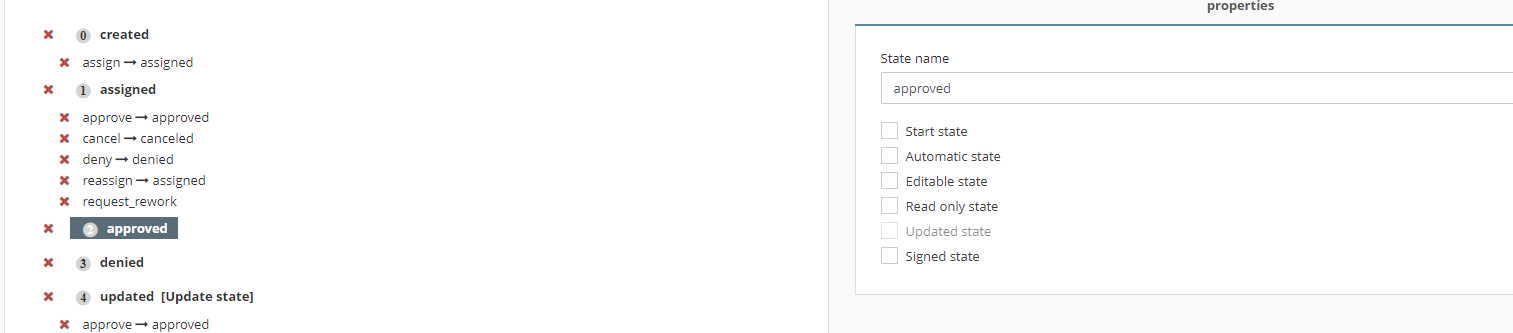 properties
0 created
assign → assigned
1 assigned
approve → approved
cancel → canceled
deny → denied
reassign → assigned
request_rework
2 approved
3 denied
4 updated [Update state]
approve → approved
State name
approved
Start state
Automatic state
Editable state
Read only state
Updated state
Signed state